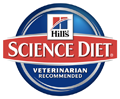 Hill's
SCIENCE DIET
VETERINARIAN
RECOMMENDED